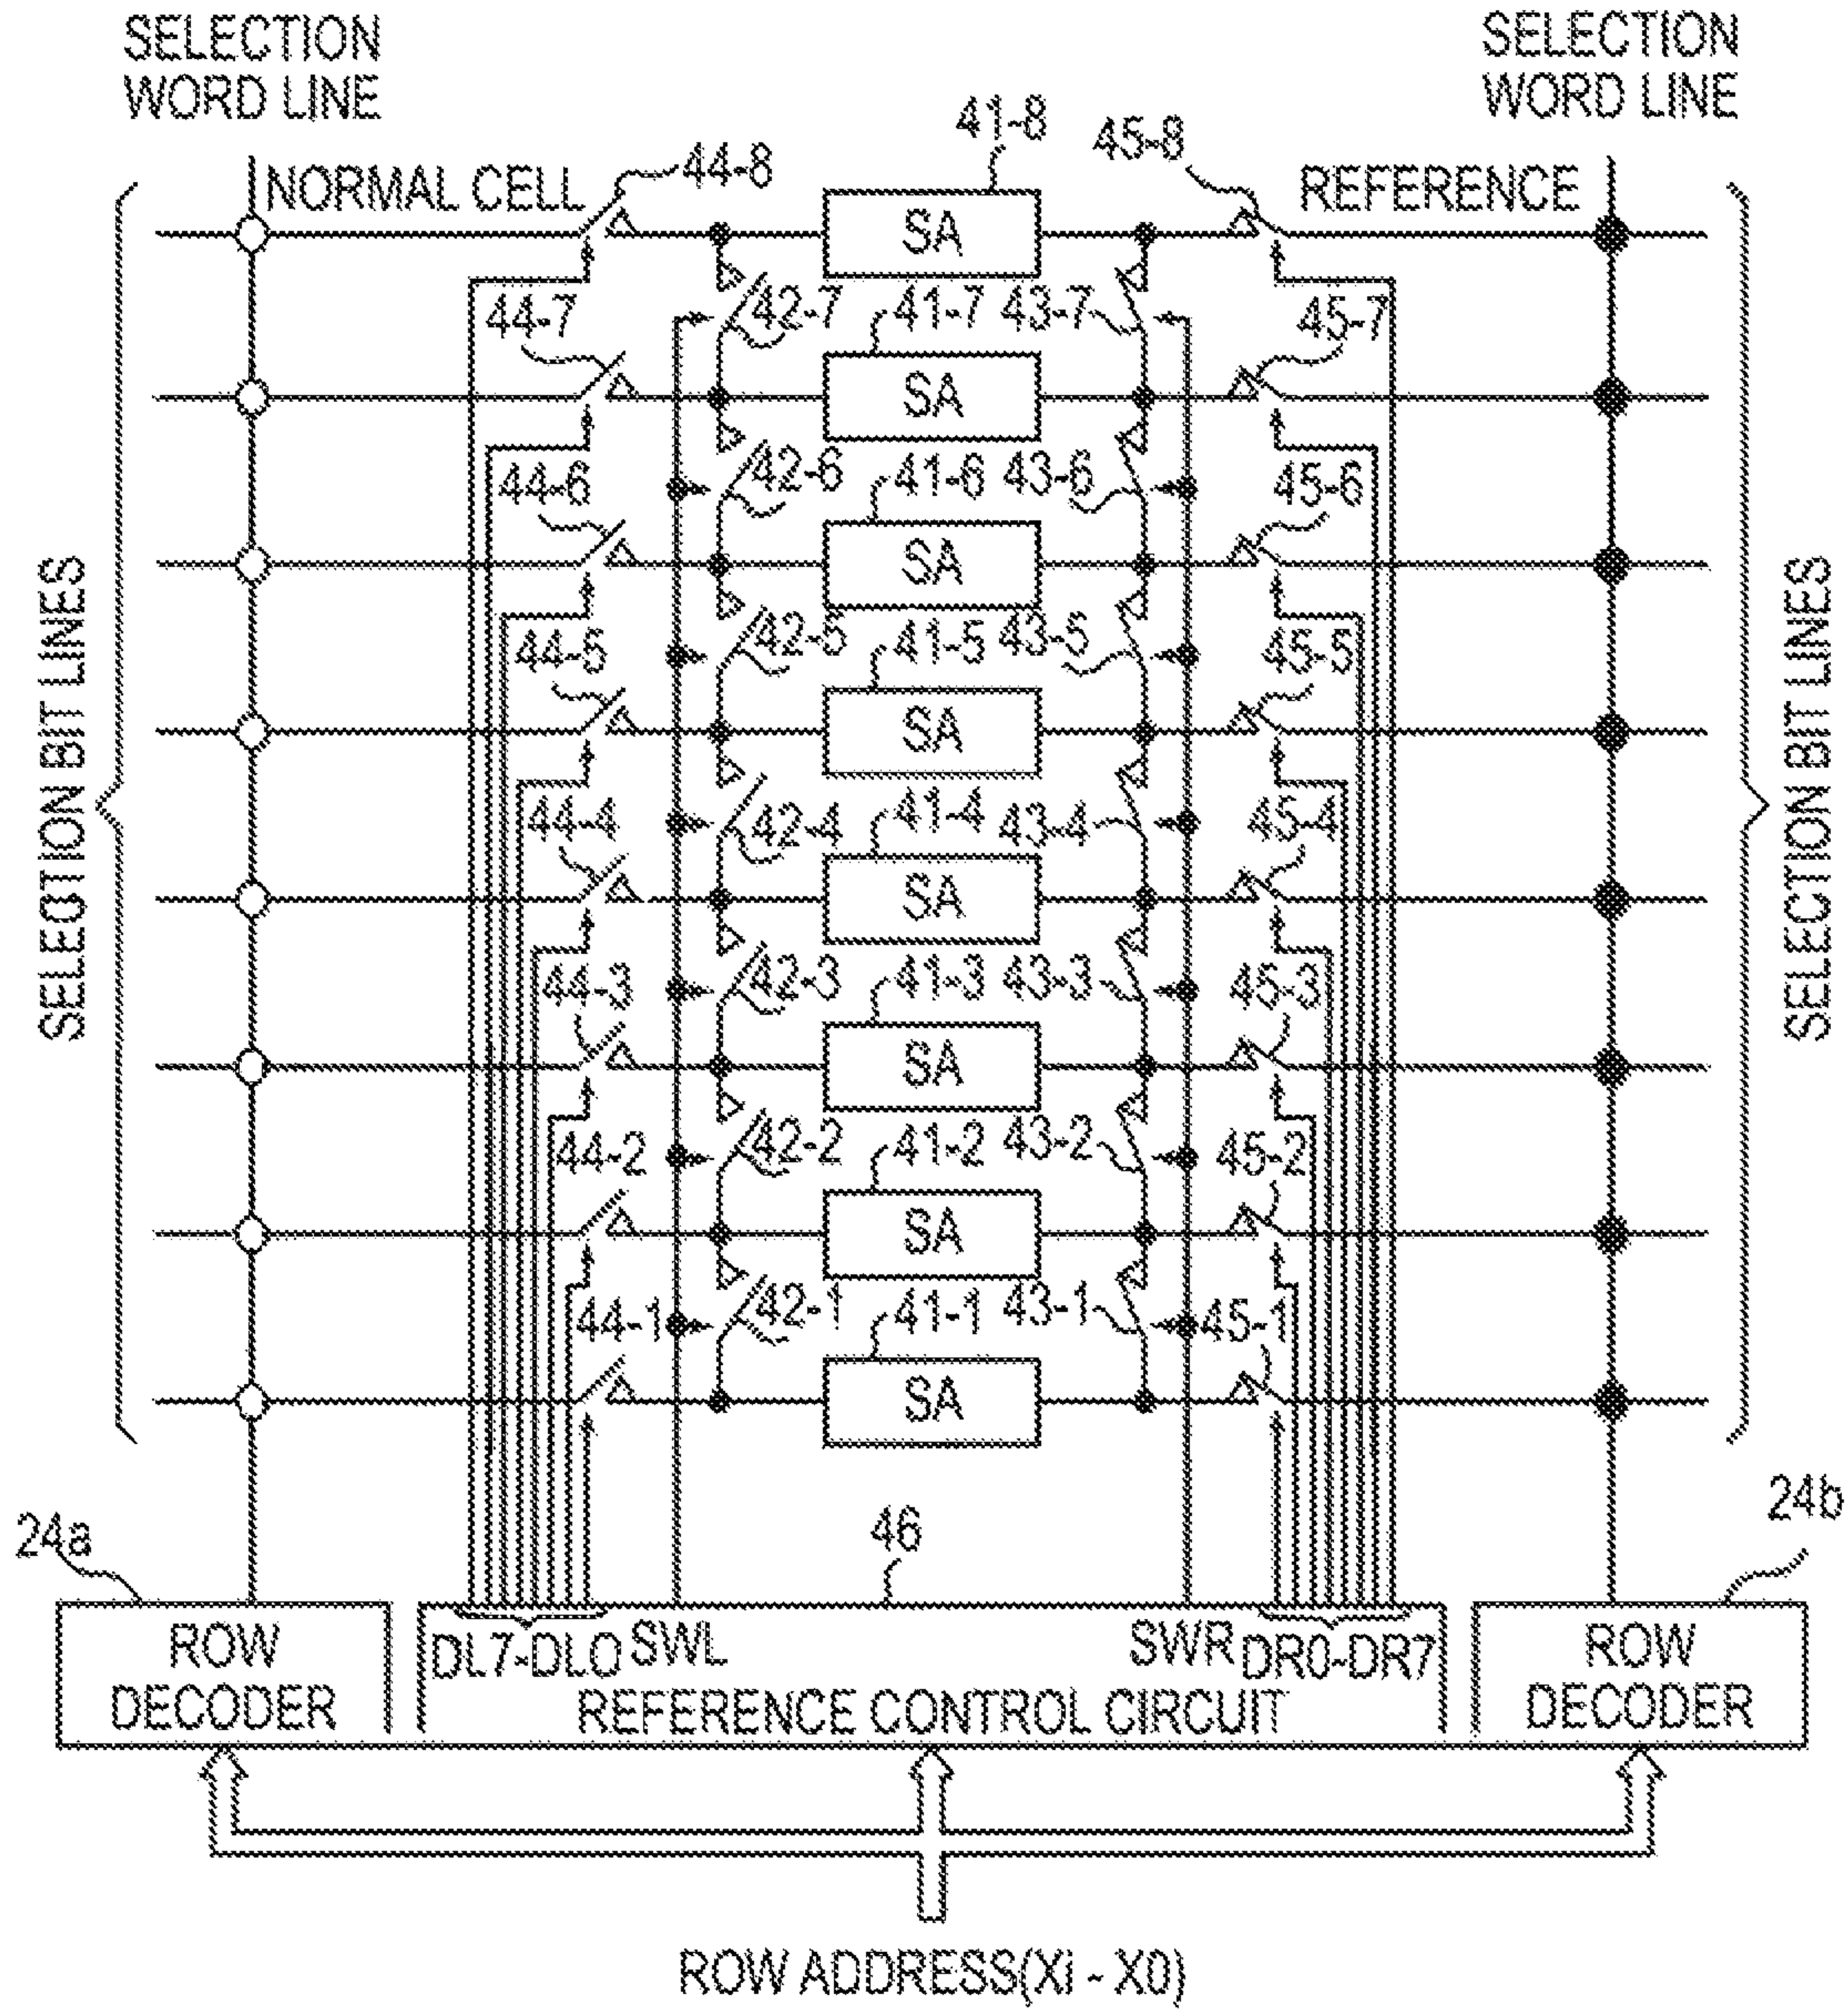 SELECTION
WORD LINE
SELECTION
WORD LINE
41-8
45-8
44-8
NORMAL CELL
REFERENCE
SA
44-7
42-7
41-7
43-7
45-7
SA
44-6
42-6
41-6
43-6
45-6
SA
44-5
42-5
41-5
43-5
45-5
SA
44-4
42-4
41-4
43-4
45-4
SA
44-3
42-3
41-3
43-3
45-3
SA
44-2
42-2
41-2
43-2
45-2
SA
44-1
42-1
41-1
43-1
45-1
SA
SELECTION BIT LINES
SELECTION BIT LINES
24a
46
24b
ROW
DECODER
DL7-DL0 SWL
SWR DR0-DR7
REFERENCE CONTROL CIRCUIT
ROW
DECODER
ROW ADDRESS(Xi - X0)